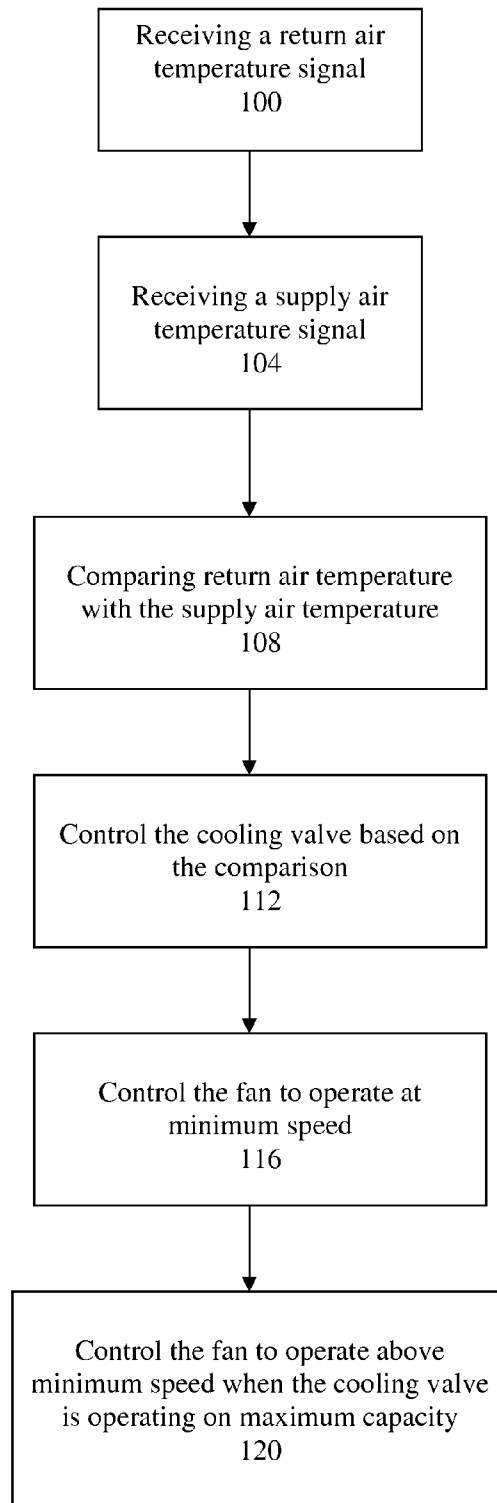 Receiving a return air
temperature signal
100
Receiving a supply air
temperature signal
104
Comparing return air temperature
with the supply air temperature
108
Control the cooling valve based on
the comparison
112
Control the fan to operate at
minimum speed
116
Control the fan to operate above
minimum speed when the cooling valve
is operating on maximum capacity
120